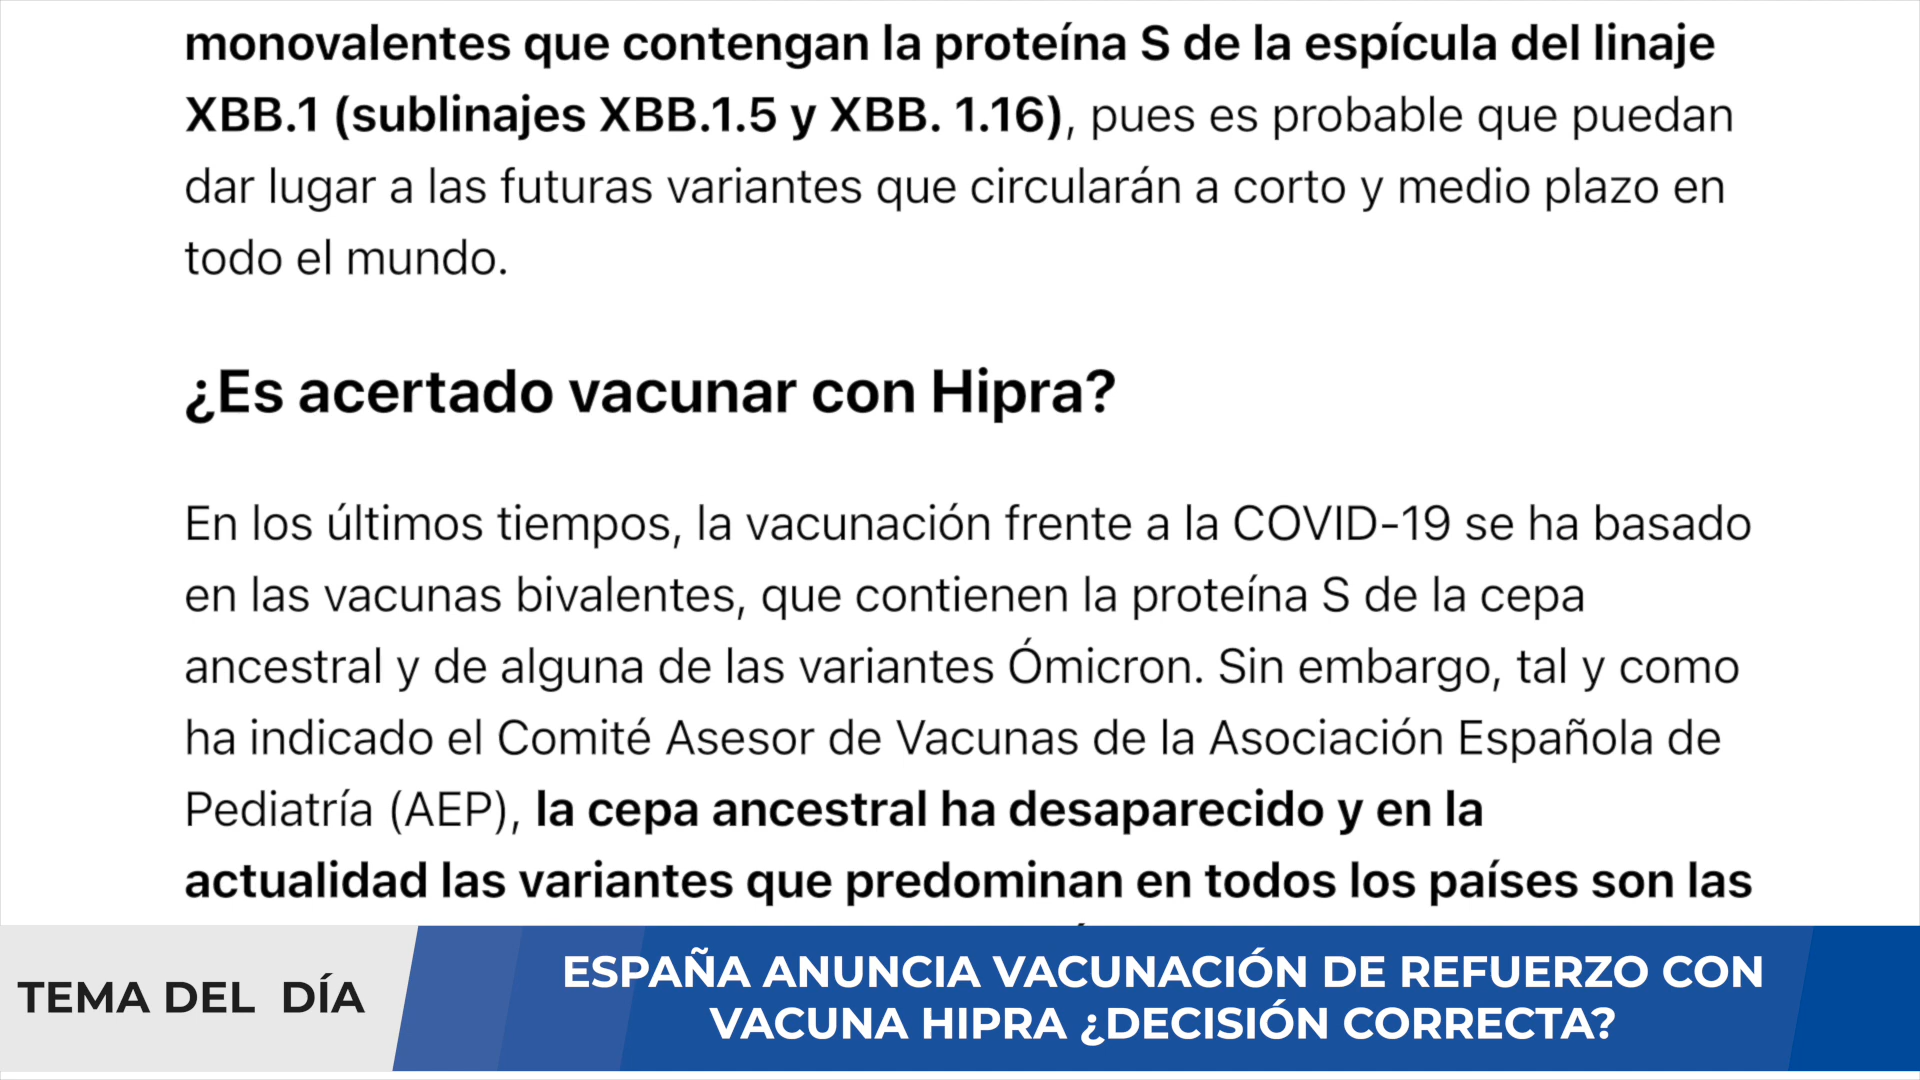 monovalentes que contengan la proteína S de la espícula del linaje
XBB.1 (sublinajes XBB.1.5 y XBB. 1.16), pues es probable que puedan
dar lugar a las futuras variantes que circularán a corto y medio plazo en
todo el mundo.
¿Es acertado vacunar con Hipra?
En los últimos tiempos, la vacunación frente a la COVID-19 se ha basado
en las vacunas bivalentes, que contienen la proteína S de la cepa
ancestral y de alguna de las variantes Ómicron. Sin embargo, tal y como
ha indicado el Comité Asesor de Vacunas de la Asociación Española de
Pediatría (AEP), la cepa ancestral ha desaparecido y en la
actualidad las variantes que predominan en todos los países son las
TEMA DEL DÍA
ESPAÑA ANUNCIA VACUNACIÓN DE REFUERZO CON
VACUNA HIPRA ¿DECISIÓN CORRECTA?